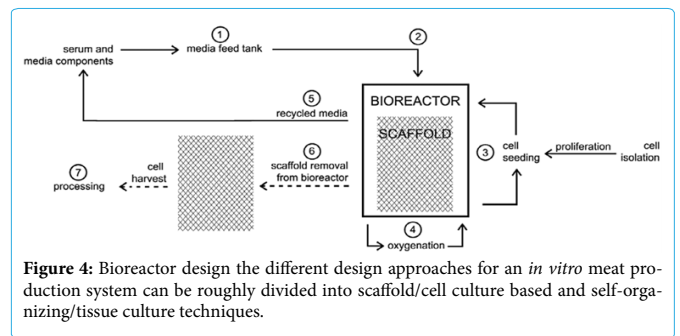 ①
②
serum and
media components
media feed tank
⑤
recycled media
BIOREACTOR
SCAFFOLD
③ cell
seeding
proliferation
cell
isolation
⑦
processing
cell
harvest
⑥
scaffold removal
from bioreactor
④
oxygenation
Figure 4: Bioreactor design the different design approaches for an in vitro meat pro-
duction system can be roughly divided into scaffold/cell culture based and self-orga-
nizing/tissue culture techniques.